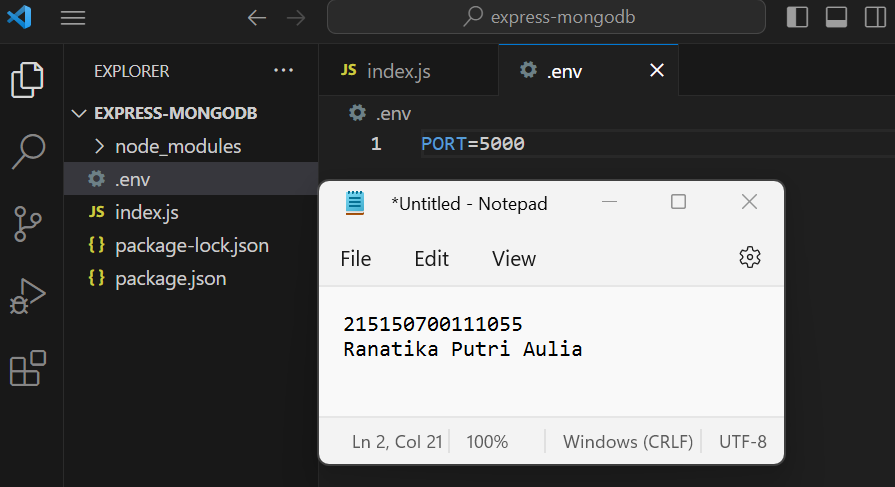 express-mongodb
EXPLORER
index.js
.env
EXPRESS-MONGODB
node_modules
.env
index.js
package-lock.json
package.json
.env
1 PORT=5000
*Untitled - Notepad
File Edit View
215150700111055
Ranatika Putri Aulia
Ln 2, Col 21 100% Windows (CRLF) UTF-8